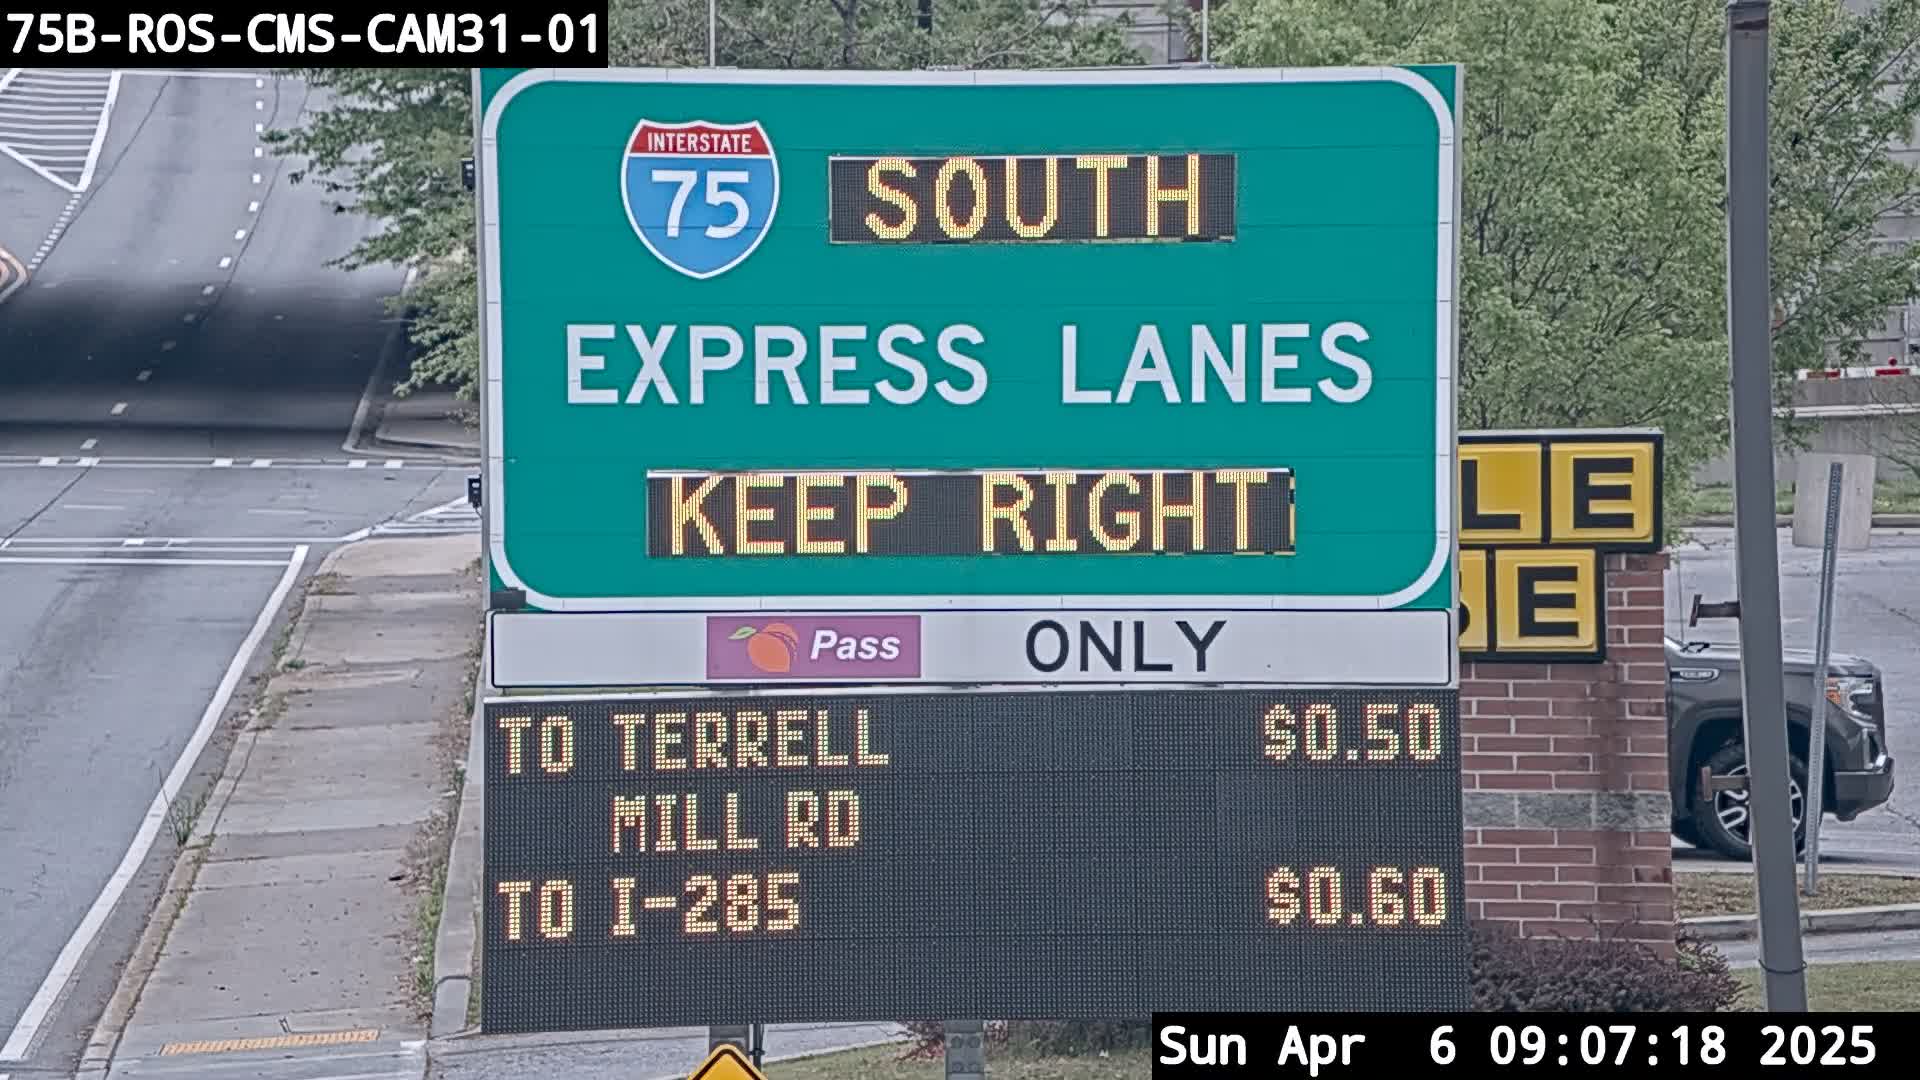 75B-ROS-CMS-CAM31-01
INTERSTATE
75
SOUTH
EXPRESS LANES
KEEP RIGHT
Pass ONLY
TO TERRELL $0.50
MILL RD
TO I-285 $0.60
LE
E
Sun Apr 6 09:07:18 2025